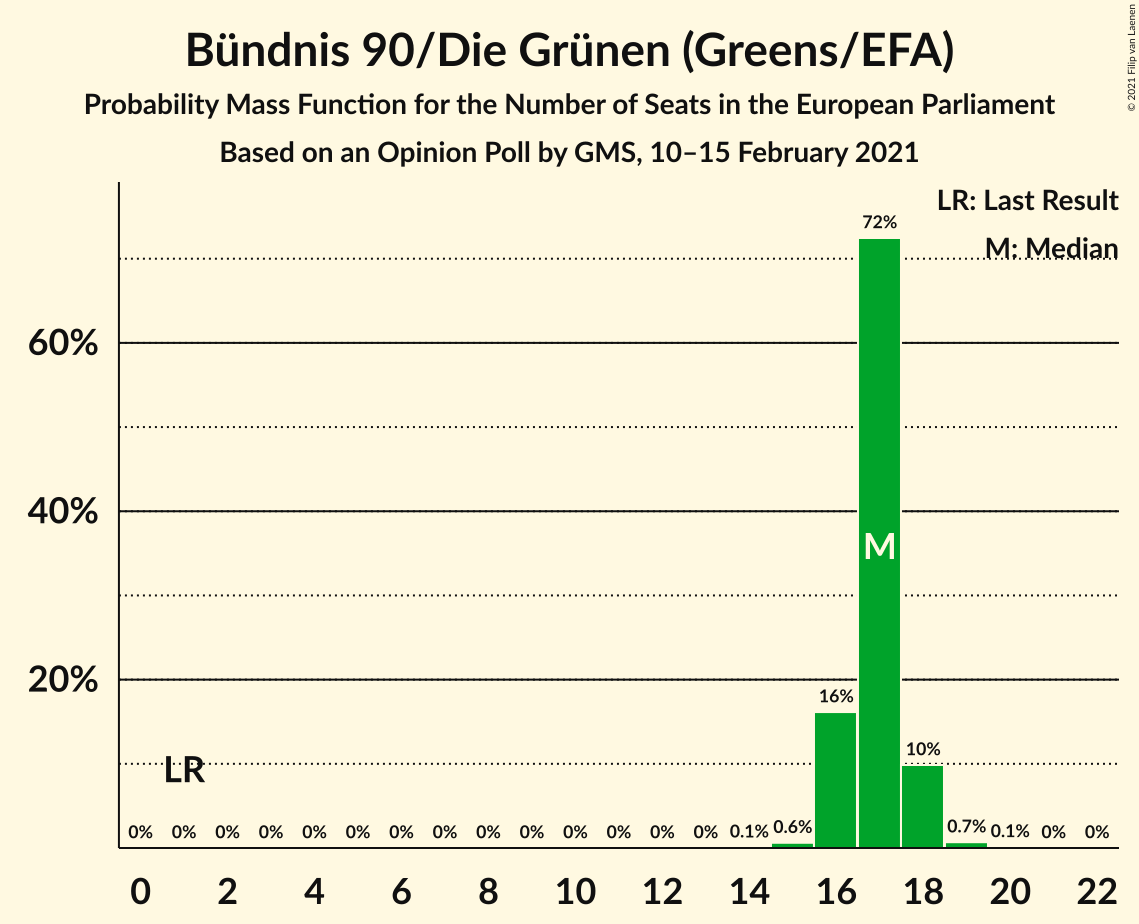 Bündnis 90/Die Grünen (Greens/EFA)
Probability Mass Function for the Number of Seats in the European Parliament
Based on an Opinion Poll by GMS, 10–15 February 2021
© 2021 Filip van Laenen
LR: Last Result
M: Median
72%
60%
40%
M
20%
16%
10%
LR
0% 0% 0% 0% 0% 0% 0% 0% 0% 0% 0% 0% 0% 0% 0.1% 0.6% 0.7% 0.1% 0% 0%
0 2 4 6 8 10 12 14 16 18 20 22